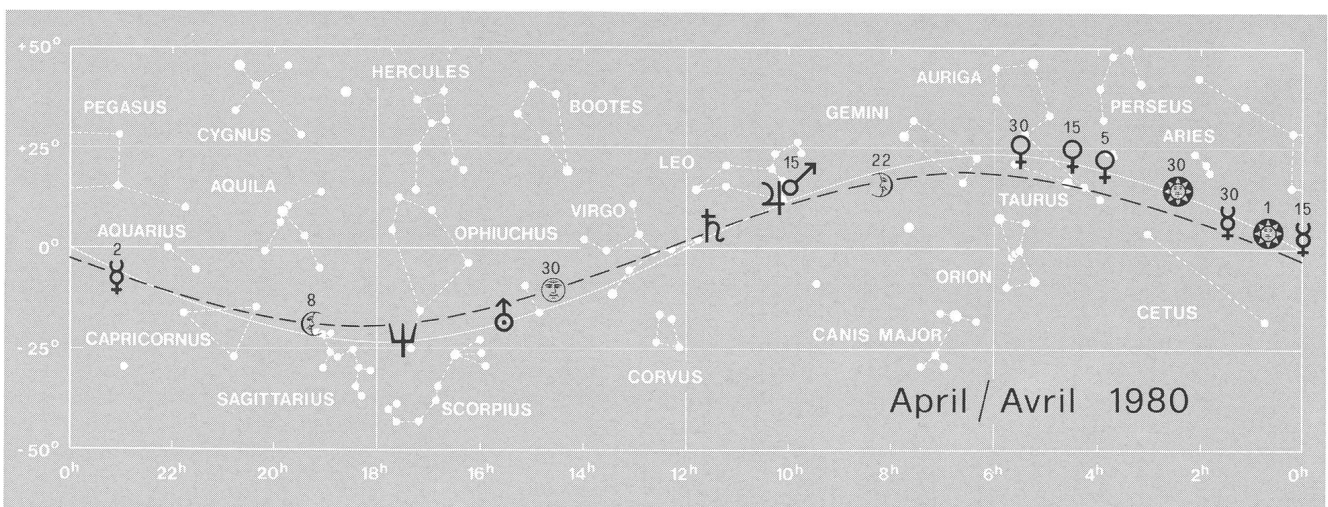 +50°
HERCULES
AURIGA
PEGASUS
BOOTES
GEMINI
PERSEUS
CYGNUS
30
15
5
ARIES
+25°
LEO
15
22
30
AQUILA
TAURUS
30
1
15
VIRGO
AQUARIUS
OPHIUCHUS
0°
2
30
ORION
8
CETUS
CAPRICORNUS
CANIS MAJOR
-25°
CORVUS
SAGITTARIUS
SCORPIUS
April / Avril 1980
-50°
0h 22h 20h 18h 16h 14h 12h 10h 8h 6h 4h 2h 0h